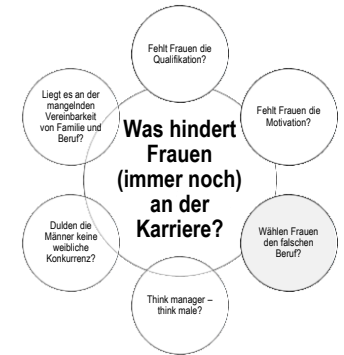 Fehlt Frauen die
Qualifikation?
Liegt es an der
mangelnden
Vereinbarkeit
von Familie und
Beruf?
Fehlt Frauen die
Motivation?
Was hindert
Frauen
(immer noch)
an der
Karriere?
Dulden die
Männer keine
weibliche
Konkurrenz?
Wählen Frauen
den falschen
Beruf?
Think manager –
think male?